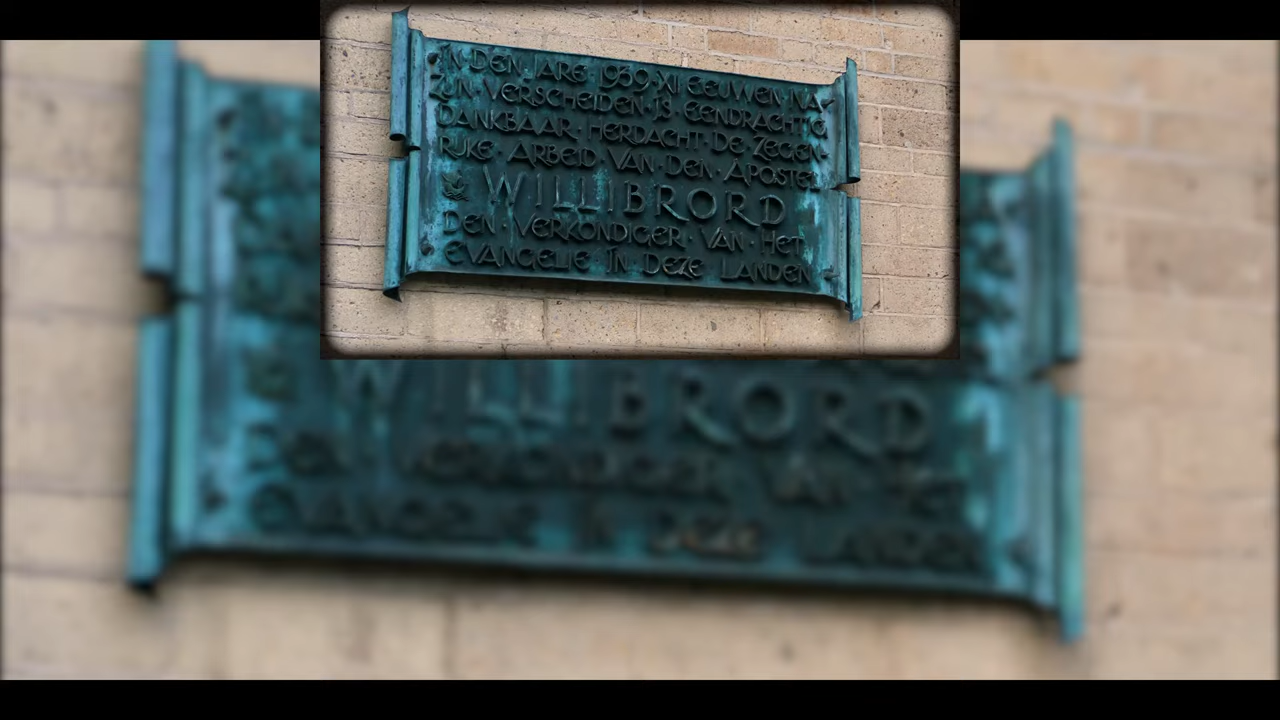 IN·DEN·JARE·1939·XI EEUWEN·NA
ZIJN·VERSCHEIDEN·IS EENDRACHTIG
DANKBAAR·HERDACHT·DE ZEGEN-
RIJKE·ARBEID·VAN·DEN·APOSTEL
WILLIBRORD
DEN·VERKONDIGER·VAN·HET
EVANGELIE·IN·DEZE·LANDEN